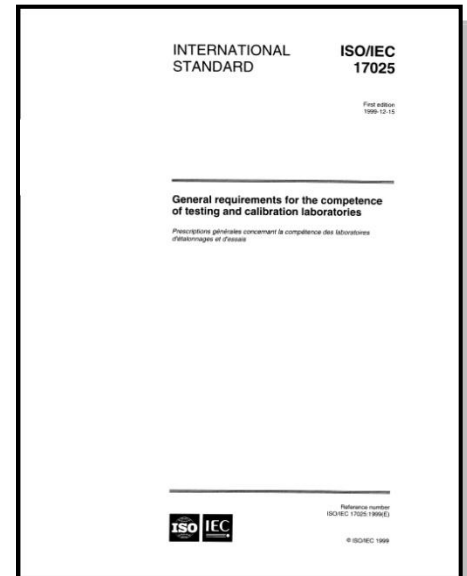 INTERNATIONAL
STANDARD
ISO/IEC
17025
First edition
1999-12-15
General requirements for the competence
of testing and calibration laboratories
Prescriptions générales concernant la compétence des laboratoires
d'étalonnages et d'essais
ISO IEC
Reference number
ISO/IEC 17025:1999(E)
© ISO/IEC 1999